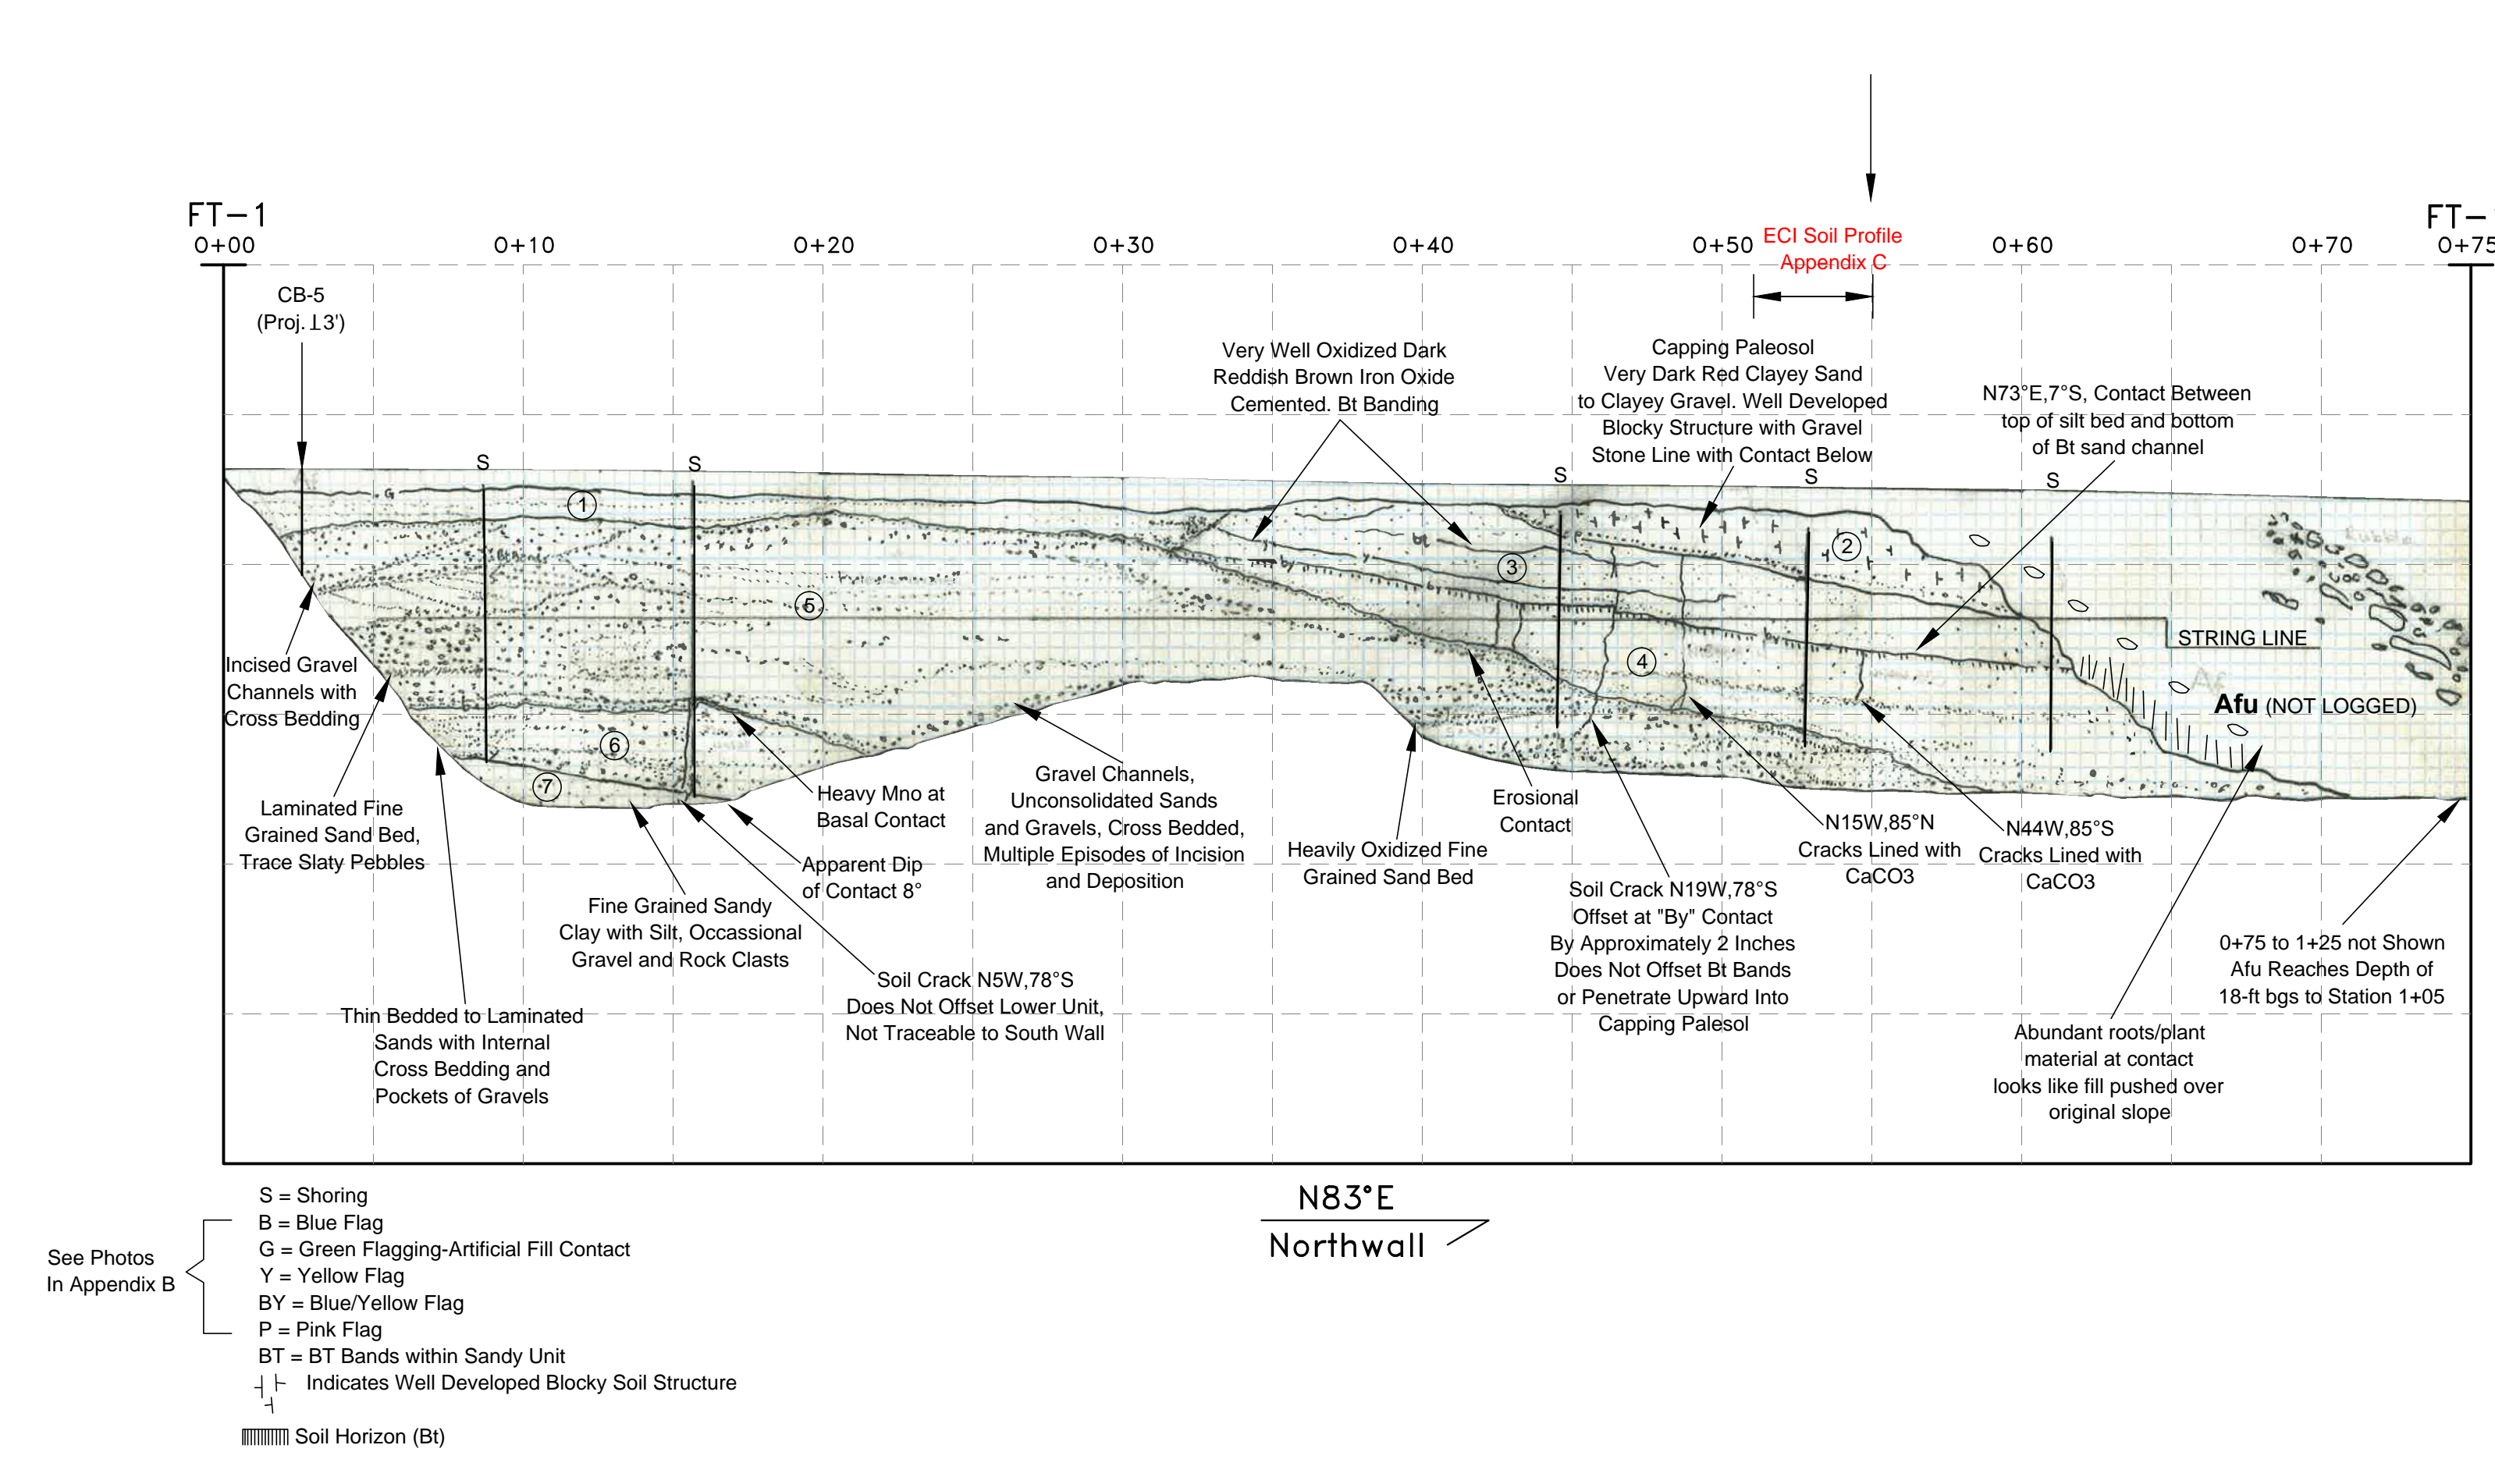 FT-1
FT-
0+00
0+10
0+20
0+30
0+40
0+50
ECI Soil Profile
Appendix C
0+60
0+70
0+75
CB-5
(Proj. ⊥3')
Very Well Oxidized Dark
Reddish Brown Iron Oxide
Cemented. Bt Banding
Capping Paleosol
Very Dark Red Clayey Sand
to Clayey Gravel. Well Developed
Blocky Structure with Gravel
Stone Line with Contact Below
N73°E,7°S, Contact Between
top of silt bed and bottom
of Bt sand channel
S
S
S
S
S
G
1
2
3
4
5
6
7
bt
b
y
b
by
Rubble
STRING LINE
Af
Afu (NOT LOGGED)
Incised Gravel
Channels with
Cross Bedding
Laminated Fine
Grained Sand Bed,
Trace Slaty Pebbles
Thin Bedded to Laminated
Sands with Internal
Cross Bedding and
Pockets of Gravels
Fine Grained Sandy
Clay with Silt, Occassional
Gravel and Rock Clasts
Heavy Mno at
Basal Contact
Apparent Dip
of Contact 8°
Soil Crack N5W,78°S
Does Not Offset Lower Unit,
Not Traceable to South Wall
Gravel Channels,
Unconsolidated Sands
and Gravels, Cross Bedded,
Multiple Episodes of Incision
and Deposition
Heavily Oxidized Fine
Grained Sand Bed
Erosional
Contact
Soil Crack N19W,78°S
Offset at "By" Contact
By Approximately 2 Inches
Does Not Offset Bt Bands
or Penetrate Upward Into
Capping Palesol
N15W,85°N
Cracks Lined with
CaCO3
N44W,85°S
Cracks Lined with
CaCO3
Abundant roots/plant
material at contact
looks like fill pushed over
original slope
0+75 to 1+25 not Shown
Afu Reaches Depth of
18-ft bgs to Station 1+05
N83°E
Northwall
See Photos
In Appendix B
S = Shoring
B = Blue Flag
G = Green Flagging-Artificial Fill Contact
Y = Yellow Flag
BY = Blue/Yellow Flag
P = Pink Flag
BT = BT Bands within Sandy Unit
Indicates Well Developed Blocky Soil Structure
Soil Horizon (Bt)